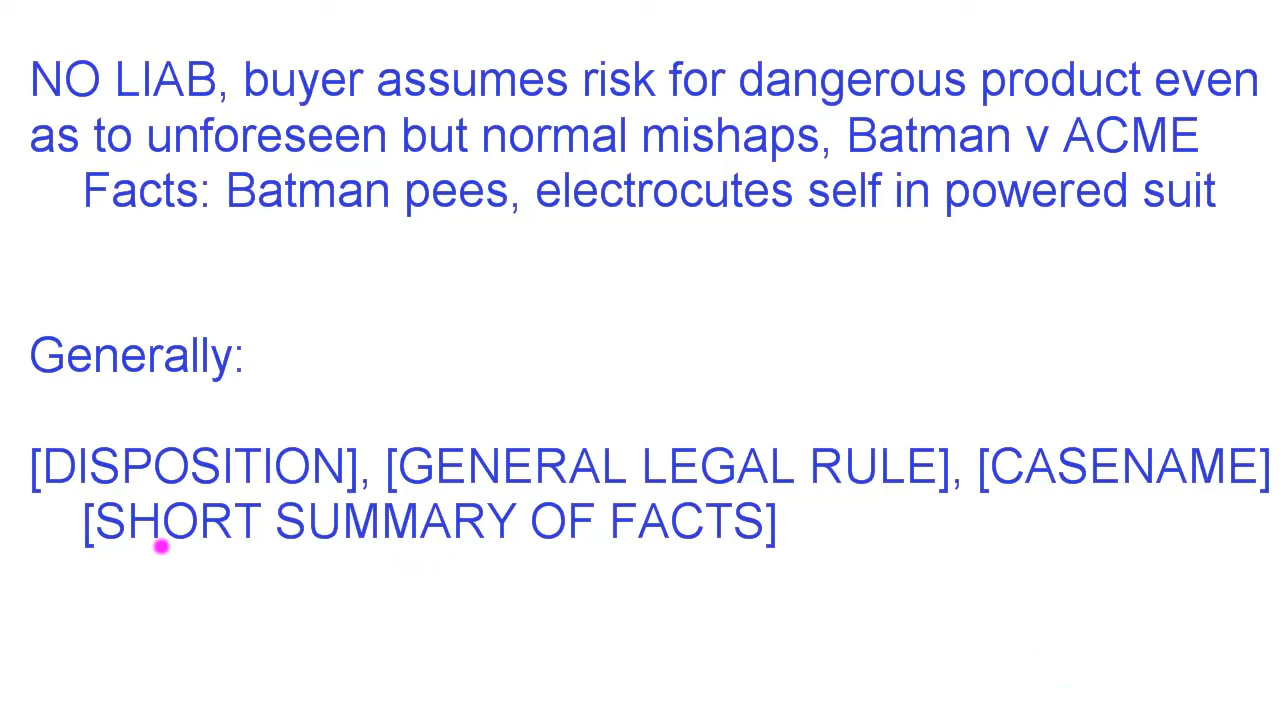 NO LIAB, buyer assumes risk for dangerous product even
as to unforeseen but normal mishaps, Batman v ACME
Facts: Batman pees, electrocutes self in powered suit
Generally:
[DISPOSITION], [GENERAL LEGAL RULE], [CASENAME]
[SHORT SUMMARY OF FACTS]